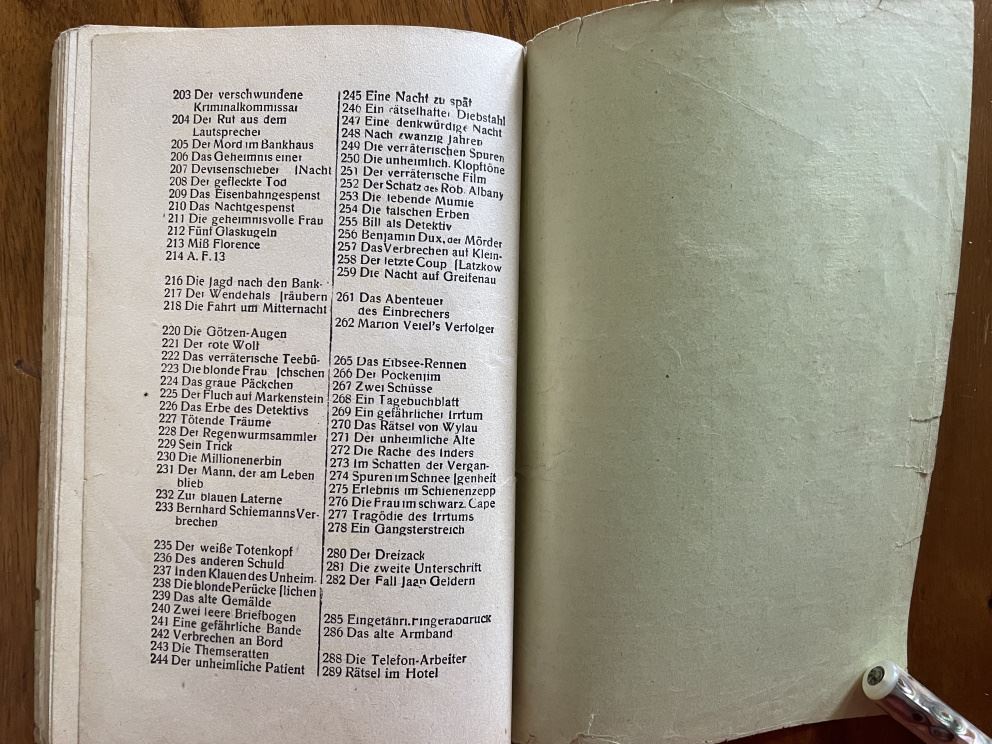 203 Der verschwundene
Kriminalkommissar
204 Der Ruf aus dem
Lautsprecher
205 Der Mord im Bankhaus
206 Das Geheimnis einer
207 Devisenschieber [Nacht
208 Der gefleckte Tod
209 Das Eisenbahngespenst
210 Das Nachtgespenst
211 Die geheimnisvolle Frau
212 Fünf Glaskugeln
213 Miß Florence
214 A. F. 13
216 Die Jagd nach den Bank-
217 Der Wendehals [räubern
218 Die Fahrt um Mitternacht
220 Die Götzen-Augen
221 Der rote Wolf
222 Das verräterische Teebü-
223 Die blonde Frau [chschen
224 Das graue Päckchen
225 Der Fluch auf Markenstein
226 Das Erbe des Detektivs
227 Tötende Träume
228 Der Regenwurmsammler
229 Sein Trick
230 Die Millionenerbin
231 Der Mann, der am Leben
blieb
232 Zur blauen Laterne
233 Bernhard Schiemanns Ver-
brechen
235 Der weiße Totenkopf
236 Des anderen Schuld
237 In den Klauen des Unheim-
238 Die blonde Perücke [lichen
239 Das alte Gemälde
240 Zwei leere Briefbogen
241 Eine gefährliche Bande
242 Verbrechen an Bord
243 Die Themseratten
244 Der unheimliche Patient
245 Eine Nacht zu spät
246 Ein rätselhafter Diebstahl
247 Eine denkwürdige Nacht
248 Nach zwanzig Jahren
249 Die verräterischen Spuren
250 Die unheimlich. Klopftöne
251 Der verräterische Film
252 Der Schatz des Rob. Albany
253 Die lebende Mumie
254 Die falschen Erben
255 Bill als Detektiv
256 Benjamin Dux, der Mörder
257 Das Verbrechen auf Klein-
258 Der letzte Coup [Latzkow
259 Die Nacht auf Greifenau
261 Das Abenteuer
des Einbrechers
262 Marion Veiel's Verfolger
265 Das Eibsee-Rennen
266 Der Pockenjim
267 Zwei Schüsse
268 Ein Tagebuchblatt
269 Ein gefährlicher Irrtum
270 Das Rätsel von Wylau
271 Der unheimliche Alte
272 Die Rache des Inders
273 Im Schatten der Vergan-
274 Spuren im Schnee [genheit
275 Erlebnis im Schienenzepp
276 Die Frau im schwarz. Cape
277 Tragödie des Irrtums
278 Ein Gangsterstreich
280 Der Dreizack
281 Die zweite Unterschrift
282 Der Fall Jagn Geldern
285 Eingeführ. Fingerabdruck
286 Das alte Armband
288 Die Telefon-Arbeiter
289 Rätsel im Hotel